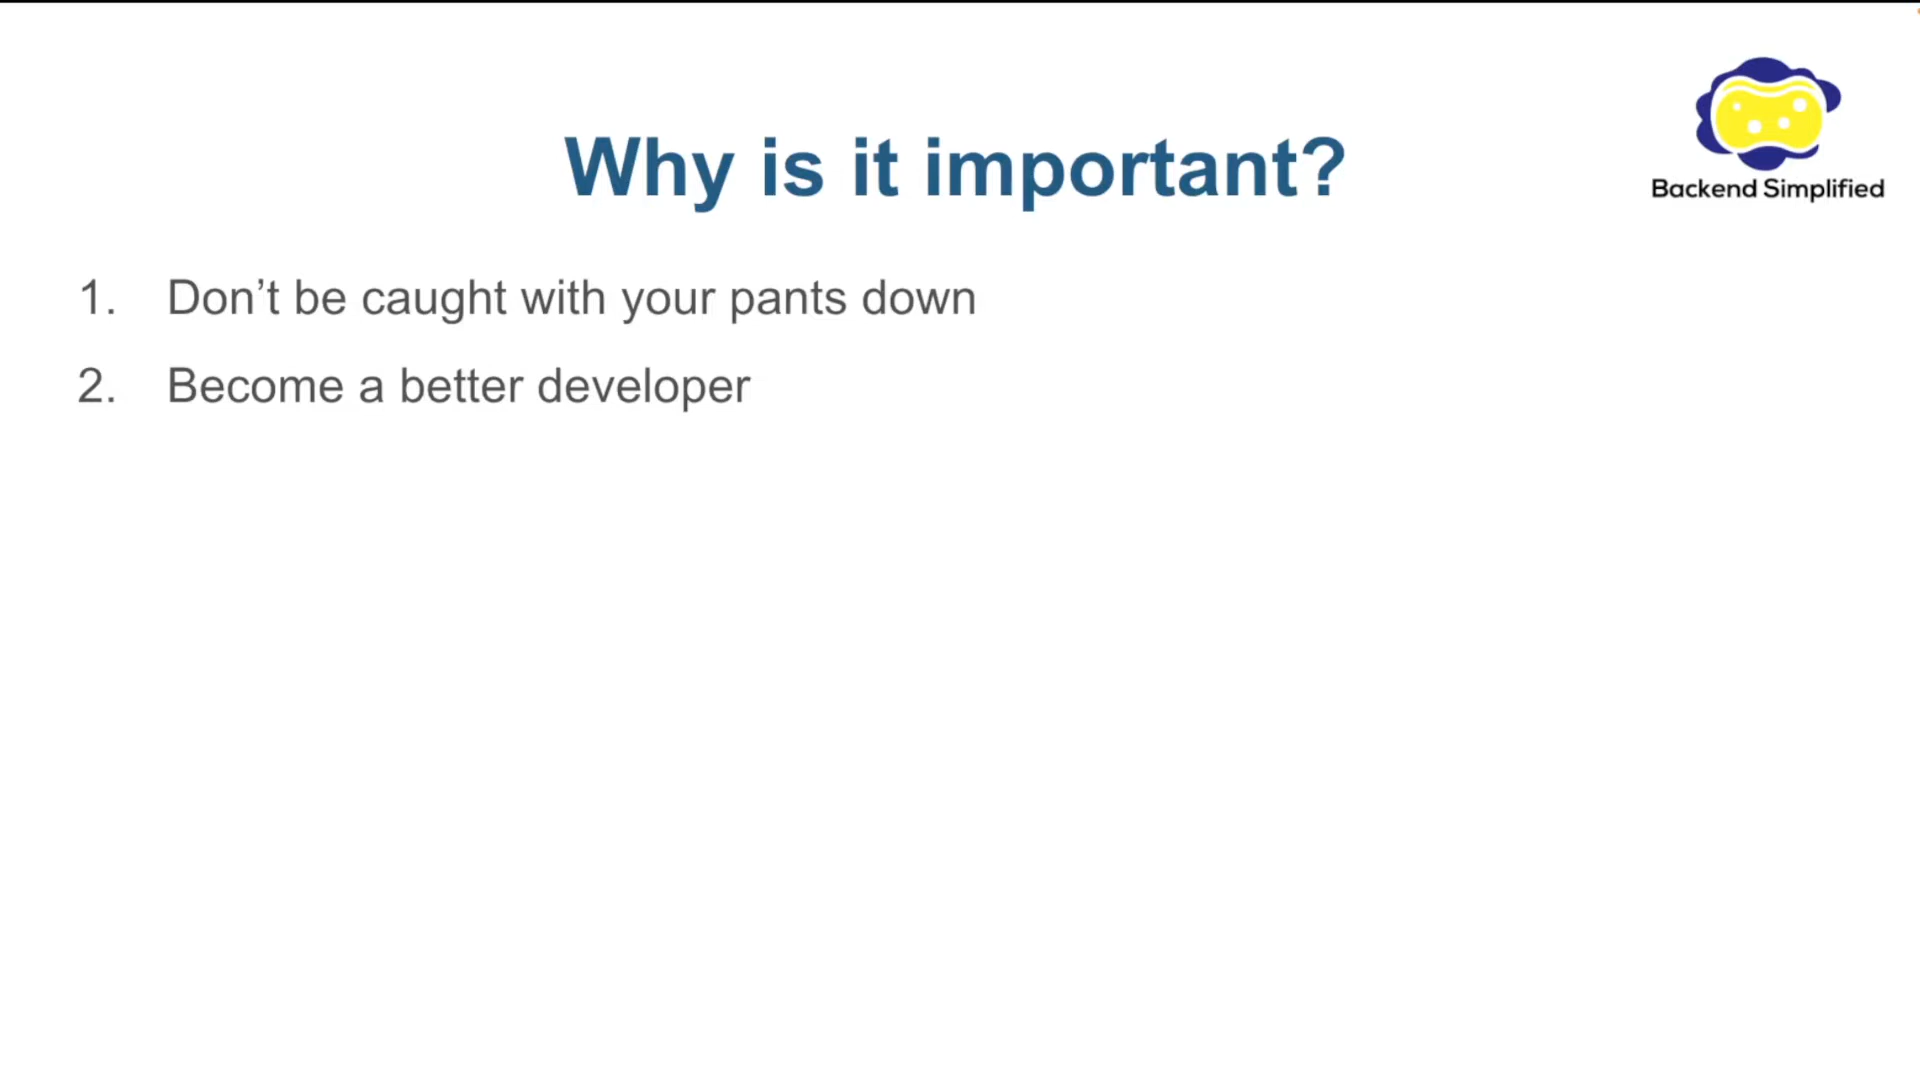 Why is it important?
Backend Simplified
1. Don’t be caught with your pants down
2. Become a better developer